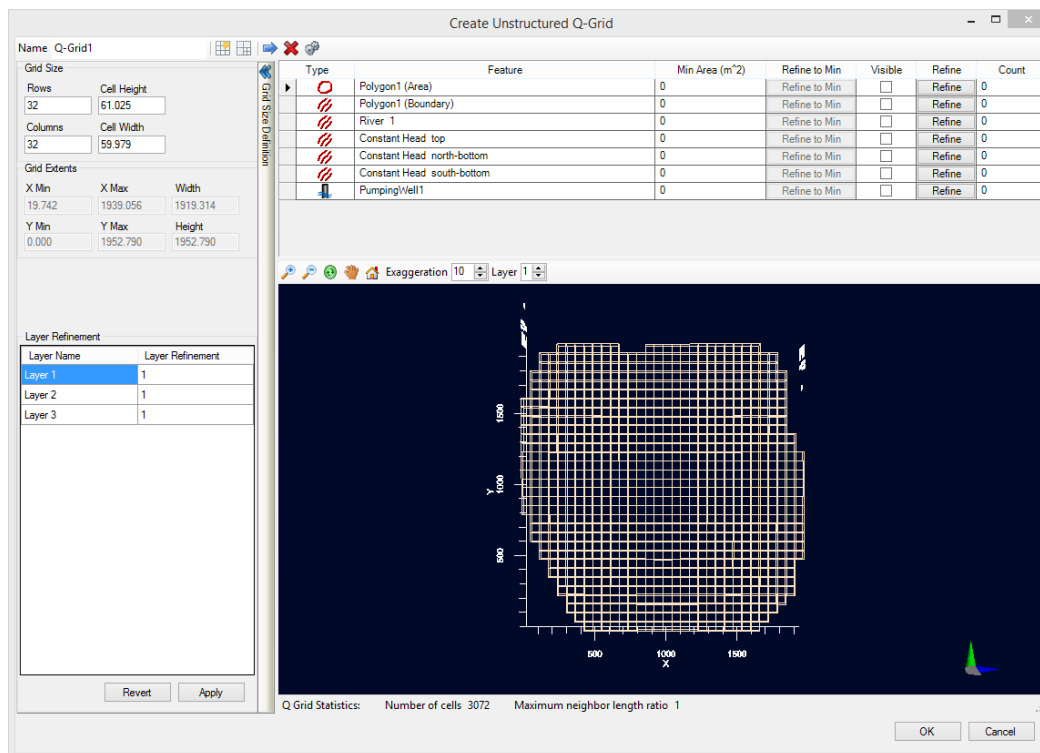 Create Unstructured Q-Grid
Name Q-Grid1
Grid Size
Rows Cell Height
32 61.025
Columns Cell Width
32 59.979
Grid Extents
X Min X Max Width
19.742 1939.056 1919.314
Y Min Y Max Height
0.000 1952.790 1952.790
Layer Refinement
Layer Name Layer Refinement
Layer 1 1
Layer 2 1
Layer 3 1
Revert Apply
Grid Size Definition
Type Feature Min Area (m^2) Refine to Min Visible Refine Count
Polygon1 (Area) 0 Refine to Min Refine 0
Polygon1 (Boundary) 0 Refine to Min Refine 0
River 1 0 Refine to Min Refine 0
Constant Head top 0 Refine to Min Refine 0
Constant Head north-bottom 0 Refine to Min Refine 0
Constant Head south-bottom 0 Refine to Min Refine 0
PumpingWell1 0 Refine to Min Refine 0
Exaggeration 10 Layer 1
1500
1000
Y
500
500 1000 1500
X
Q Grid Statistics: Number of cells 3072 Maximum neighbor length ratio 1
OK Cancel